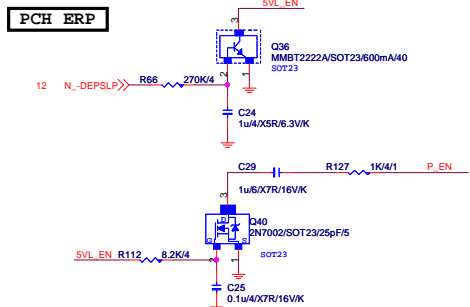 PCH ERP
5VL_EN
3
Q36
MMBT2222A/SOT23/600mA/40
SOT23
2
1
12 N_-DEPSLP R66 270K/4
C24
1u/4/X5R/6.3V/K
C29 R127 1K/4/1 P_EN
1u/6/X7R/16V/K
3
Q40
2N7002/SOT23/25pF/5
SOT23
G
D
S
5VL_EN R112 8.2K/4
2
1
C25
0.1u/4/X7R/16V/K